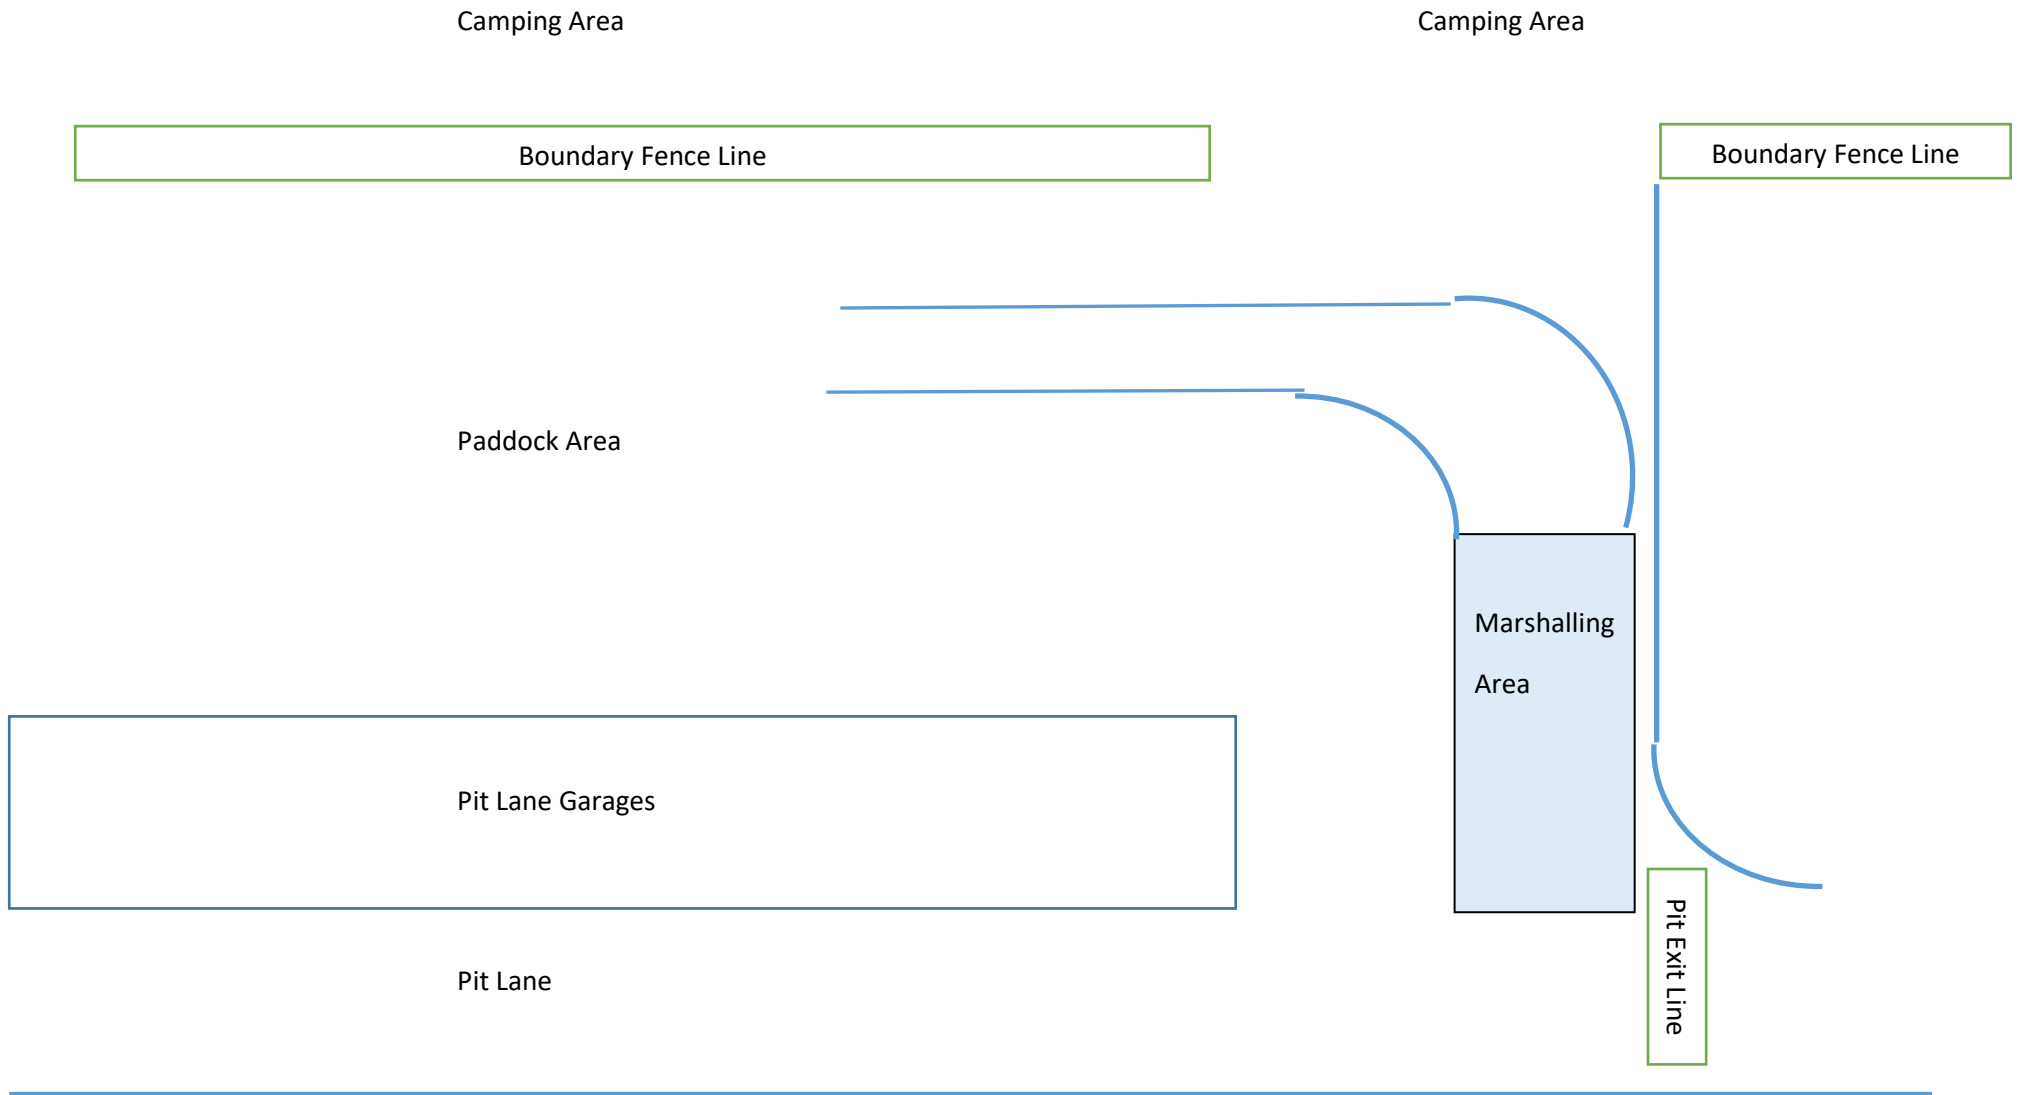 Camping Area
Camping Area
Boundary Fence Line
Boundary Fence Line
Paddock Area
Marshalling
Area
Pit Lane Garages
Pit Exit Line
Pit Lane